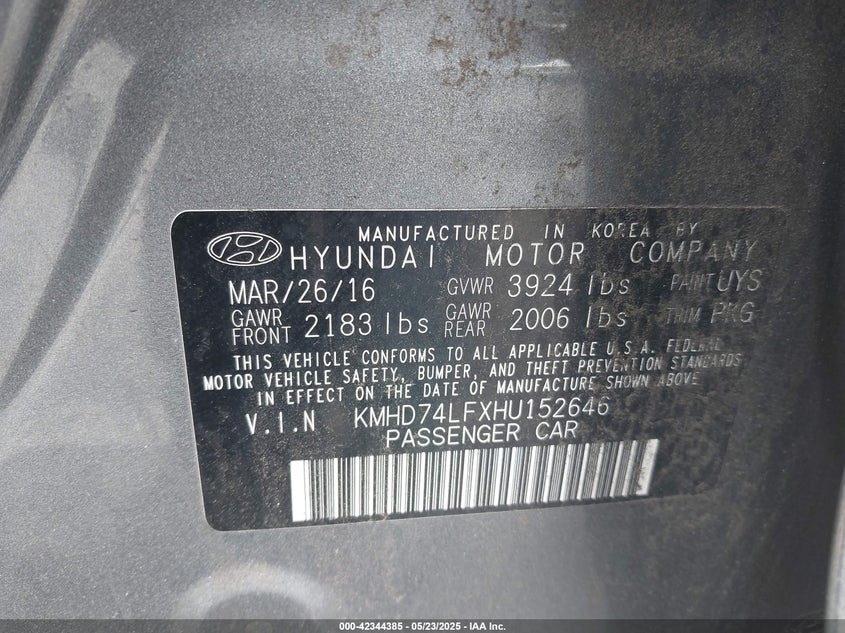 MANUFACTURED IN KOREA BY
HYUNDAI MOTOR COMPANY
MAR/26/16 GVWR 3924 lbs PAINT UYS
GAWR FRONT 2183 lbs GAWR REAR 2006 lbs TRIM PKG
THIS VEHICLE CONFORMS TO ALL APPLICABLE U.S.A. FEDERAL
MOTOR VEHICLE SAFETY, BUMPER, AND THEFT PREVENTION STANDARDS
IN EFFECT ON THE DATE OF MANUFACTURE SHOWN ABOVE
V.I.N KMHD74LFXHU152646
PASSENGER CAR
000-42344385 - 05/23/2025 - IAA Inc.